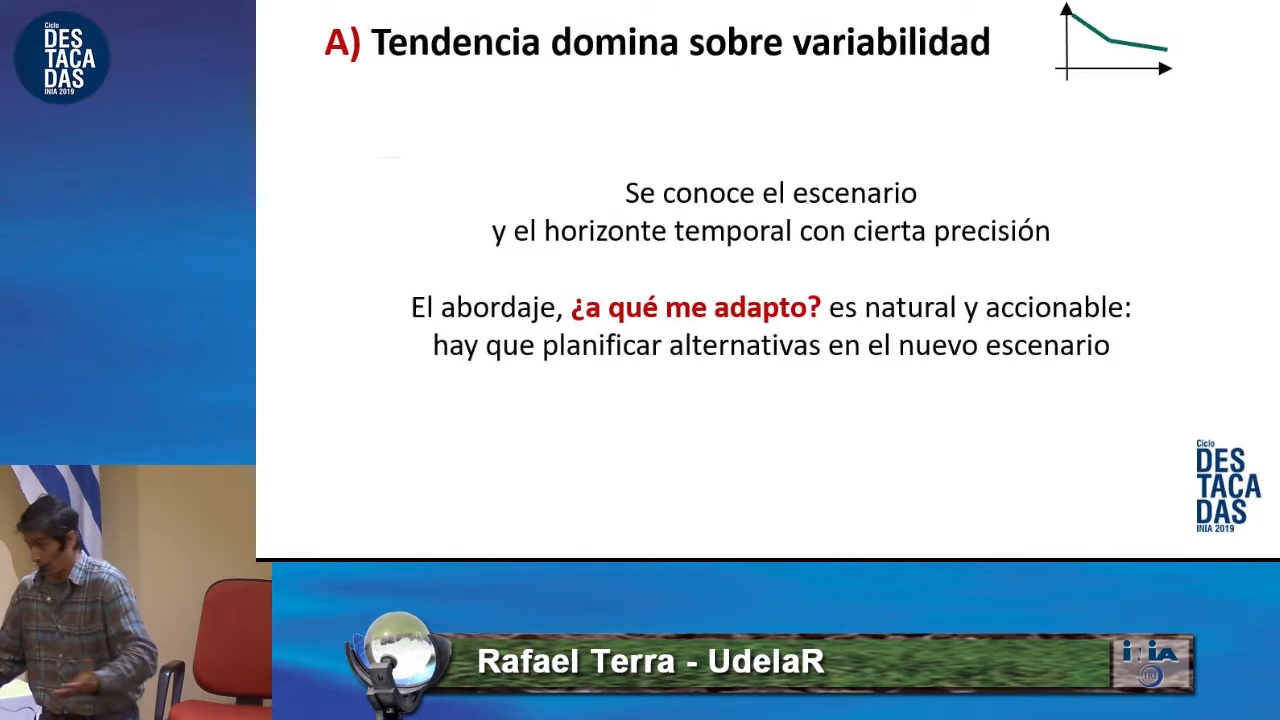 Ciclo
DES
TACA
DAS
INIA 2019
A) Tendencia domina sobre variabilidad
Se conoce el escenario
y el horizonte temporal con cierta precisión
El abordaje, ¿a qué me adapto? es natural y accionable:
hay que planificar alternativas en el nuevo escenario
Ciclo
DES
TACA
DAS
INIA 2019
Rafael Terra - UdelaR
iniA